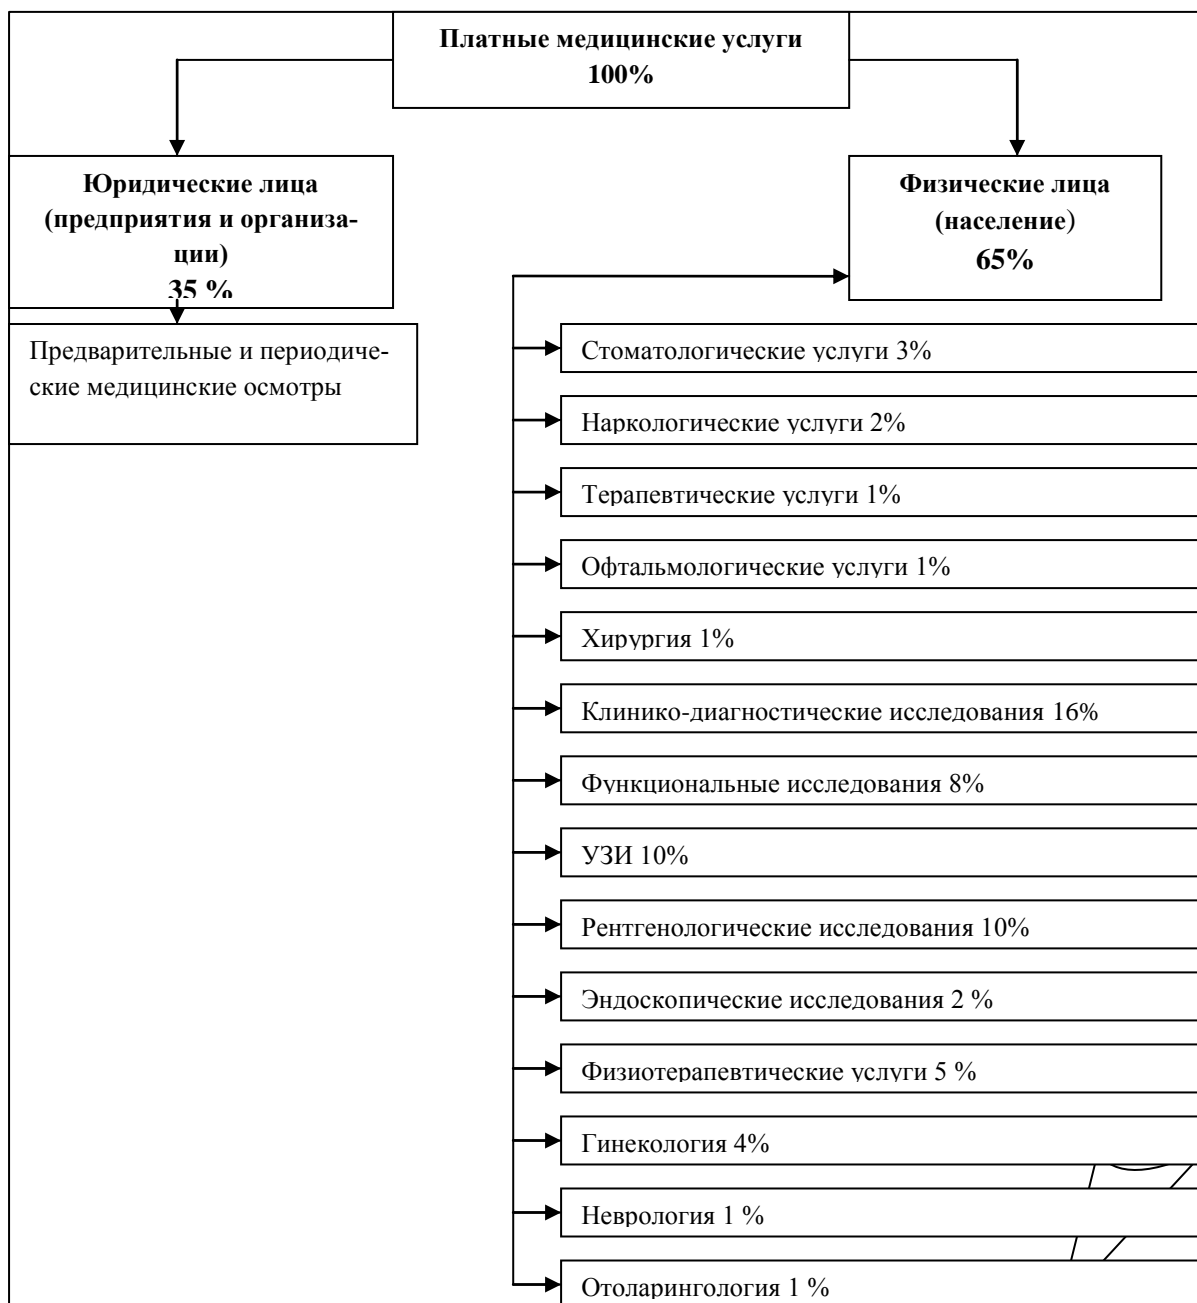 Платные медицинские услуги
100%
Юридические лица
(предприятия и организа-
ции)
35 %
Физические лица
(население)
65%
Предварительные и периодиче-
ские медицинские осмотры
Стоматологические услуги 3%
Наркологические услуги 2%
Терапевтические услуги 1%
Офтальмологические услуги 1%
Хирургия 1%
Клинико-диагностические исследования 16%
Функциональные исследования 8%
УЗИ 10%
Рентгенологические исследования 10%
Эндоскопические исследования 2 %
Физиотерапевтические услуги 5 %
Гинекология 4%
Неврология 1 %
Отоларингология 1 %